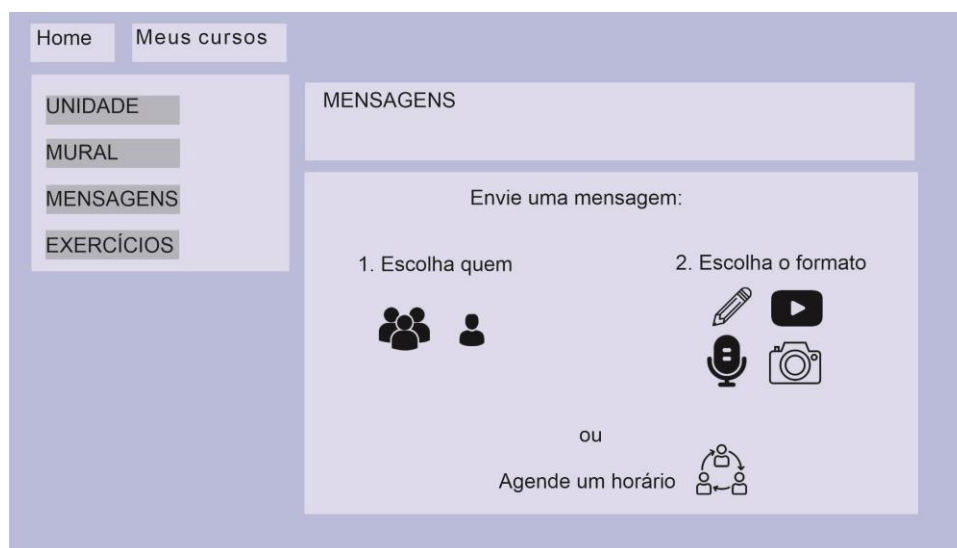 Home
Meus cursos
UNIDADE
MURAL
MENSAGENS
EXERCÍCIOS
MENSAGENS
Envie uma mensagem:
1. Escolha quem
2. Escolha o formato
ou
Agende um horário